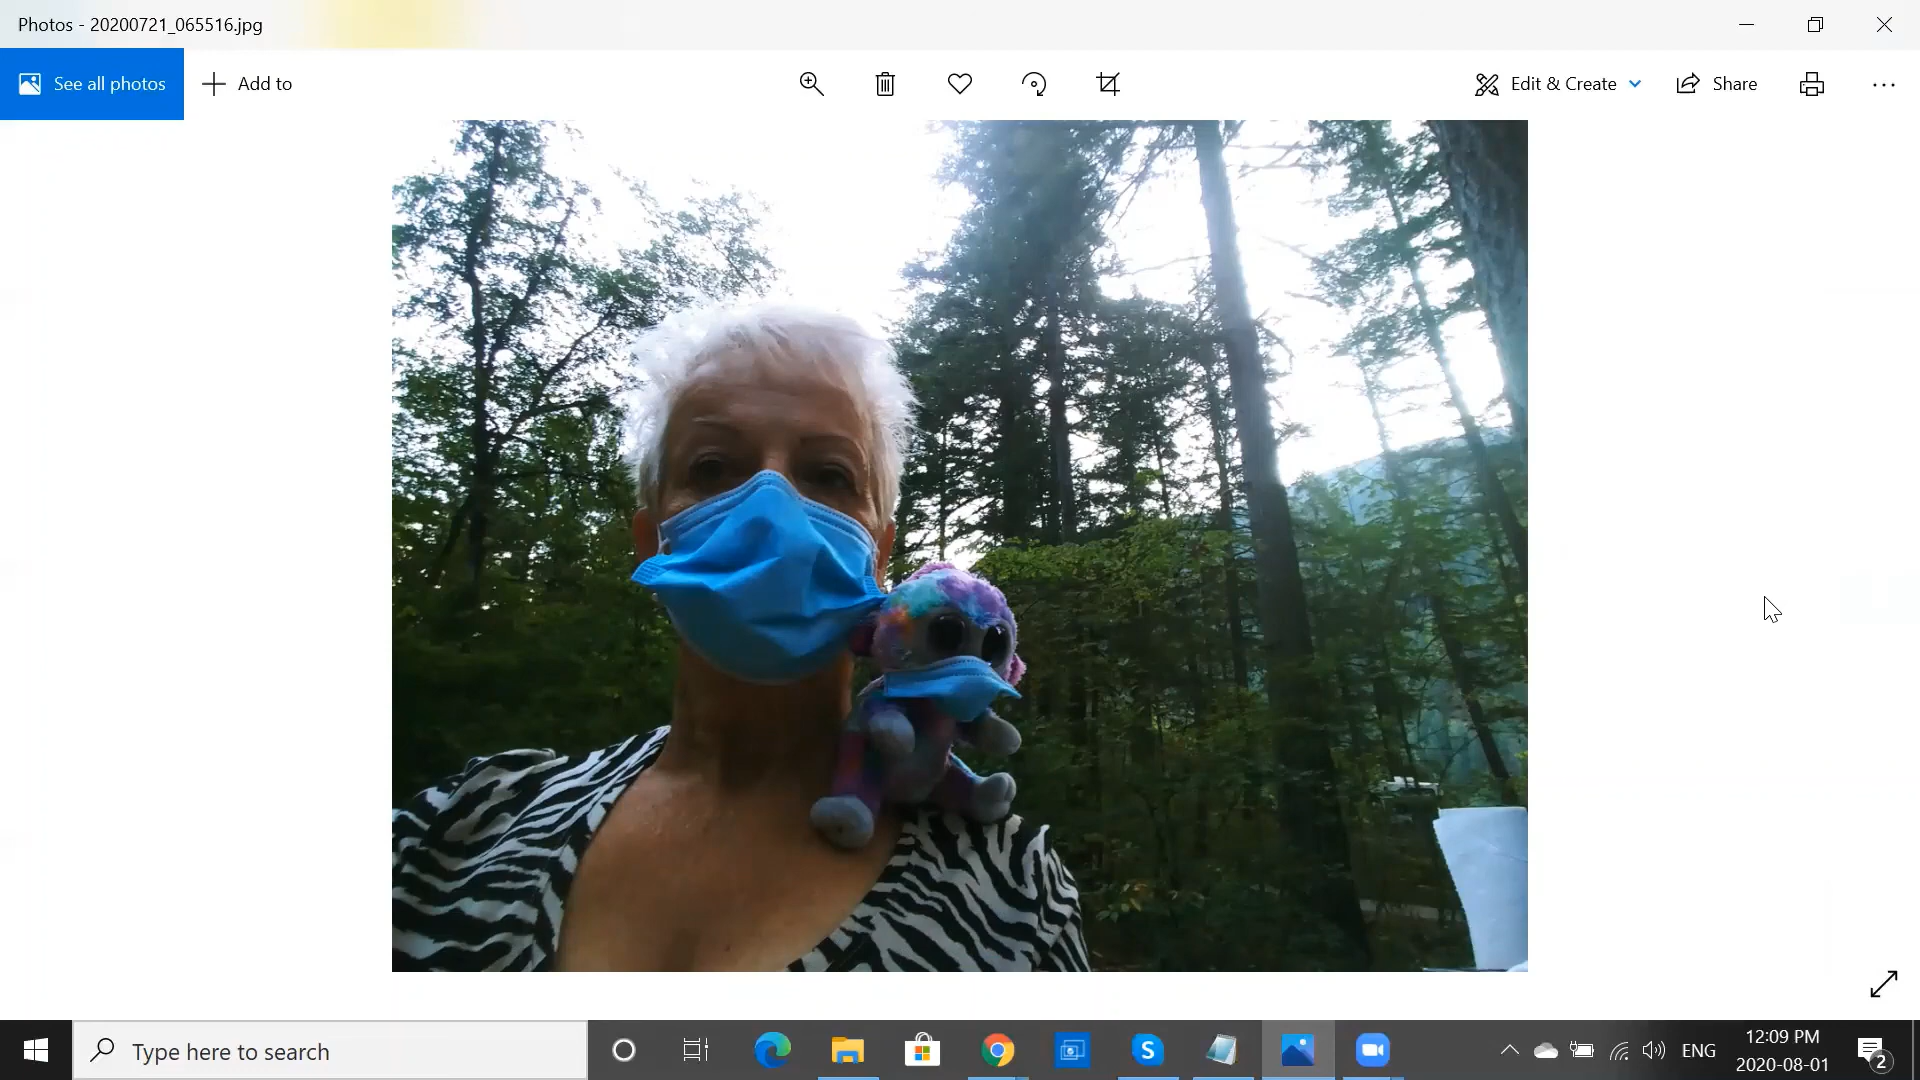 Photos - 20200721_065516.jpg
See all photos
Add to
Edit & Create
Share
Type here to search
S
ENG
12:09 PM
2020-08-01
2